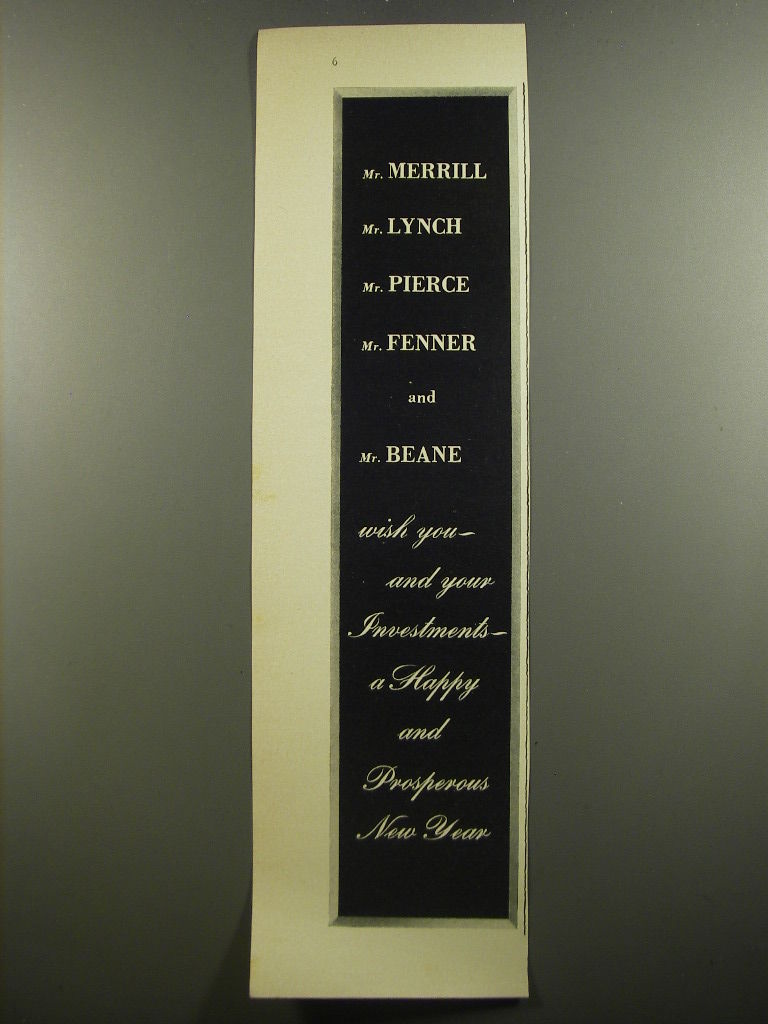 6
Mr. MERRILL
Mr. LYNCH
Mr. PIERCE
Mr. FENNER
and
Mr. BEANE
wish you—
and your
Investments—
a Happy
and
Prosperous
New Year